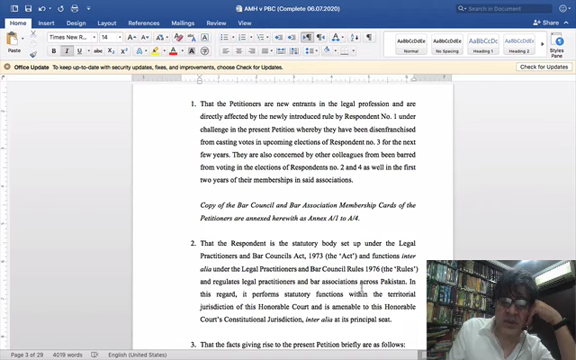 AMH v PBC (Complete 06.07.2020)
Search in Document
Home Insert Design Layout References Mailings Review View
Share
Paste
Times New R... 14
AaBbCcDdEe AaBbCcDdEe AaBbCcDc AaBbCcDdEe
Normal No Spacing Heading 1 Heading 2
Styles
Pane
Office Update To keep up-to-date with security updates, fixes, and improvements, choose Check for Updates.
Check for Updates
1. That the Petitioners are new entrants in the legal profession and are
directly affected by the newly introduced rule by Respondent No. 1 under
challenge in the present Petition whereby they have been disenfranchised
from casting votes in upcoming elections of Respondent no. 3 for the next
few years. They are also concerned by other colleagues from been barred
from voting in the elections of Respondents no. 2 and 4 as well in the first
two years of their memberships in said associations.
Copy of the Bar Council and Bar Association Membership Cards of the
Petitioners are annexed herewith as Annex A/1 to A/4.
2. That the Respondent is the statutory body set up under the Legal
Practitioners and Bar Councils Act, 1973 (the ‘Act’) and functions inter
alia under the Legal Practitioners and Bar Council Rules 1976 (the ‘Rules’)
and regulates legal practitioners and bar associations across Pakistan. In
this regard, it performs statutory functions within the territorial
jurisdiction of this Honorable Court and is amenable to this Honorable
Court’s Constitutional Jurisdiction, inter alia at its principal seat.
3. That the facts giving rise to the present Petition briefly are as follows:
Page 3 of 29 4019 words English (United States)